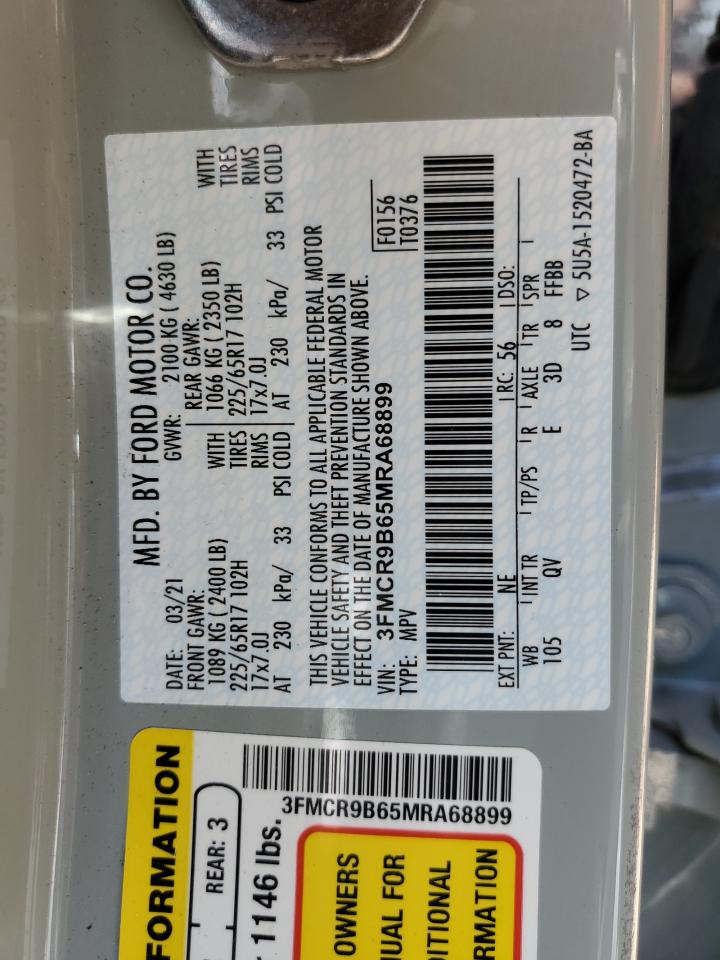 MFD. BY FORD MOTOR CO.
DATE: 03/21 GVWR: 2100 KG ( 4630 LB)
FRONT GAWR: REAR GAWR:
1089 KG ( 2400 LB) WITH 1066 KG ( 2350 LB) WITH
225/65R17 102H TIRES 225/65R17 102H TIRES
17x7.0J RIMS 17x7.0J RIMS
AT 230 kPa/ 33 PSI COLD AT 230 kPa/ 33 PSI COLD
THIS VEHICLE CONFORMS TO ALL APPLICABLE FEDERAL MOTOR
VEHICLE SAFETY AND THEFT PREVENTION STANDARDS IN
EFFECT ON THE DATE OF MANUFACTURE SHOWN ABOVE.
VIN: 3FMCR9B65MRA68899 F0156
TYPE: MPV T0376
EXT PNT: NE RC: 56 DSO:
WB INT TR TP/PS R AXLE TR SPR
105 QV E 3D 8 FFBB
UTC ▽ 5U5A-1520472-BA
FORMATION
REAR: 3
1146 lbs.
3FMCR9B65MRA68899
OWNERS
UAL FOR
DITIONAL
RMATION